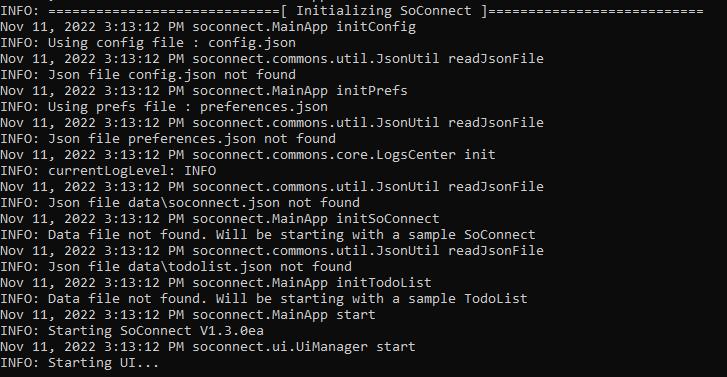 INFO: =============================[ Initializing SoConnect ]===========================
Nov 11, 2022 3:13:12 PM soconnect.MainApp initConfig
INFO: Using config file : config.json
Nov 11, 2022 3:13:12 PM soconnect.commons.util.JsonUtil readJsonFile
INFO: Json file config.json not found
Nov 11, 2022 3:13:12 PM soconnect.MainApp initPrefs
INFO: Using prefs file : preferences.json
Nov 11, 2022 3:13:12 PM soconnect.commons.util.JsonUtil readJsonFile
INFO: Json file preferences.json not found
Nov 11, 2022 3:13:12 PM soconnect.commons.core.LogsCenter init
INFO: currentLogLevel: INFO
Nov 11, 2022 3:13:12 PM soconnect.commons.util.JsonUtil readJsonFile
INFO: Json file data\soconnect.json not found
Nov 11, 2022 3:13:12 PM soconnect.MainApp initSoConnect
INFO: Data file not found. Will be starting with a sample SoConnect
Nov 11, 2022 3:13:12 PM soconnect.commons.util.JsonUtil readJsonFile
INFO: Json file data\todolist.json not found
Nov 11, 2022 3:13:12 PM soconnect.MainApp initTodoList
INFO: Data file not found. Will be starting with a sample TodoList
Nov 11, 2022 3:13:12 PM soconnect.MainApp start
INFO: Starting SoConnect V1.3.0ea
Nov 11, 2022 3:13:12 PM soconnect.ui.UiManager start
INFO: Starting UI...